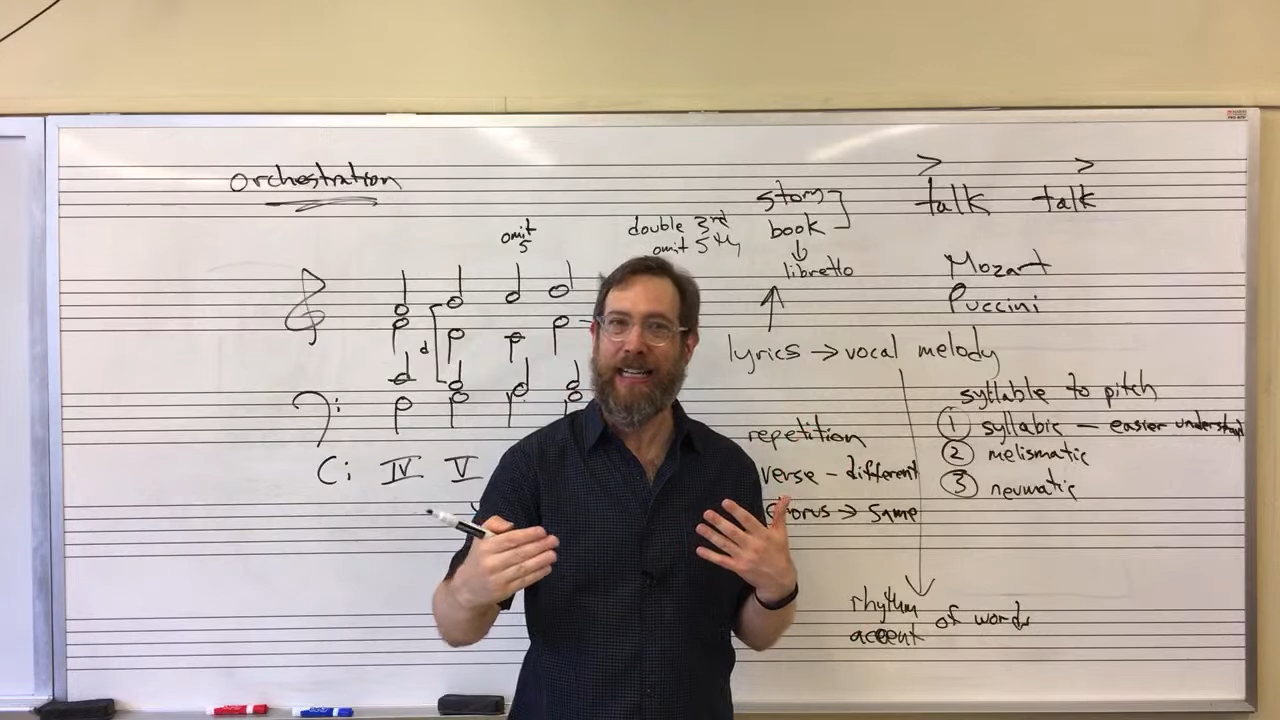 orchestration
omit
5
double 3rd
omit 5th
d
C: IV V
story
book
libretto
lyrics → vocal melody
repetition
verse - different
chorus → same
> >
talk talk
Mozart
Puccini
syllable to pitch
① syllabic — easier understand
② melismatic
③ neumatic
rhythm
accent of words